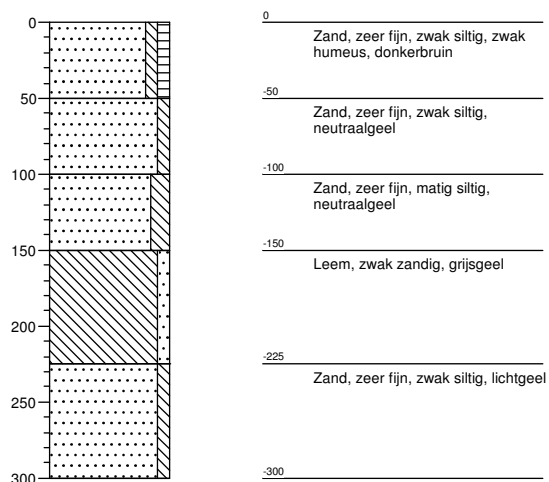 0
50
100
150
200
250
300
0
Zand, zeer fijn, zwak siltig, zwak
humeus, donkerbruin
-50
Zand, zeer fijn, zwak siltig,
neutraalgeel
-100
Zand, zeer fijn, matig siltig,
neutraalgeel
-150
Leem, zwak zandig, grijsgeel
-225
Zand, zeer fijn, zwak siltig, lichtgeel
-300